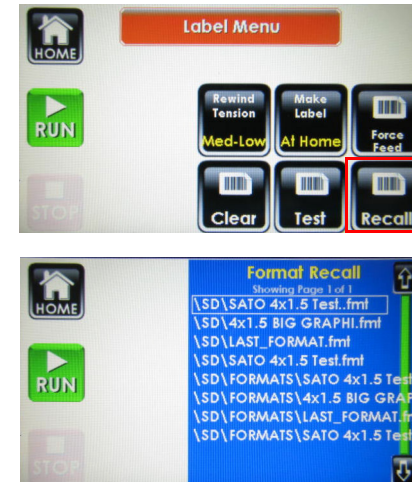 Label Menu
HOME
RUN
STOP
Rewind Tension
Med-Low
Make Label
At Home
Force Feed
Clear
Test
Recall
HOME
RUN
STOP
Format Recall
Showing Page 1 of 1
\SD\SATO 4x1.5 Test..fmt
\SD\4x1.5 BIG GRAPHI.fmt
\SD\LAST_FORMAT.fmt
\SD\SATO 4x1.5 Test.fmt
\SD\FORMATS\SATO 4x1.5 Test
\SD\FORMATS\4x1.5 BIG GRAP
\SD\FORMATS\LAST_FORMAT.fm
\SD\FORMATS\SATO 4x1.5 Test